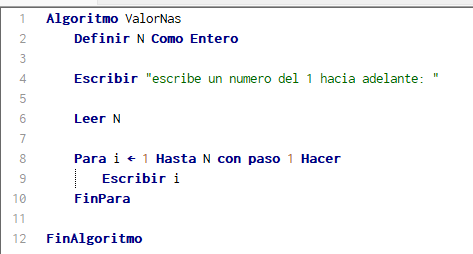 1 Algoritmo ValorNas
2 Definir N Como Entero
3
4 Escribir "escribe un numero del 1 hacia adelante: "
5
6 Leer N
7
8 Para i ← 1 Hasta N con paso 1 Hacer
9 Escribir i
10 FinPara
11
12 FinAlgoritmo